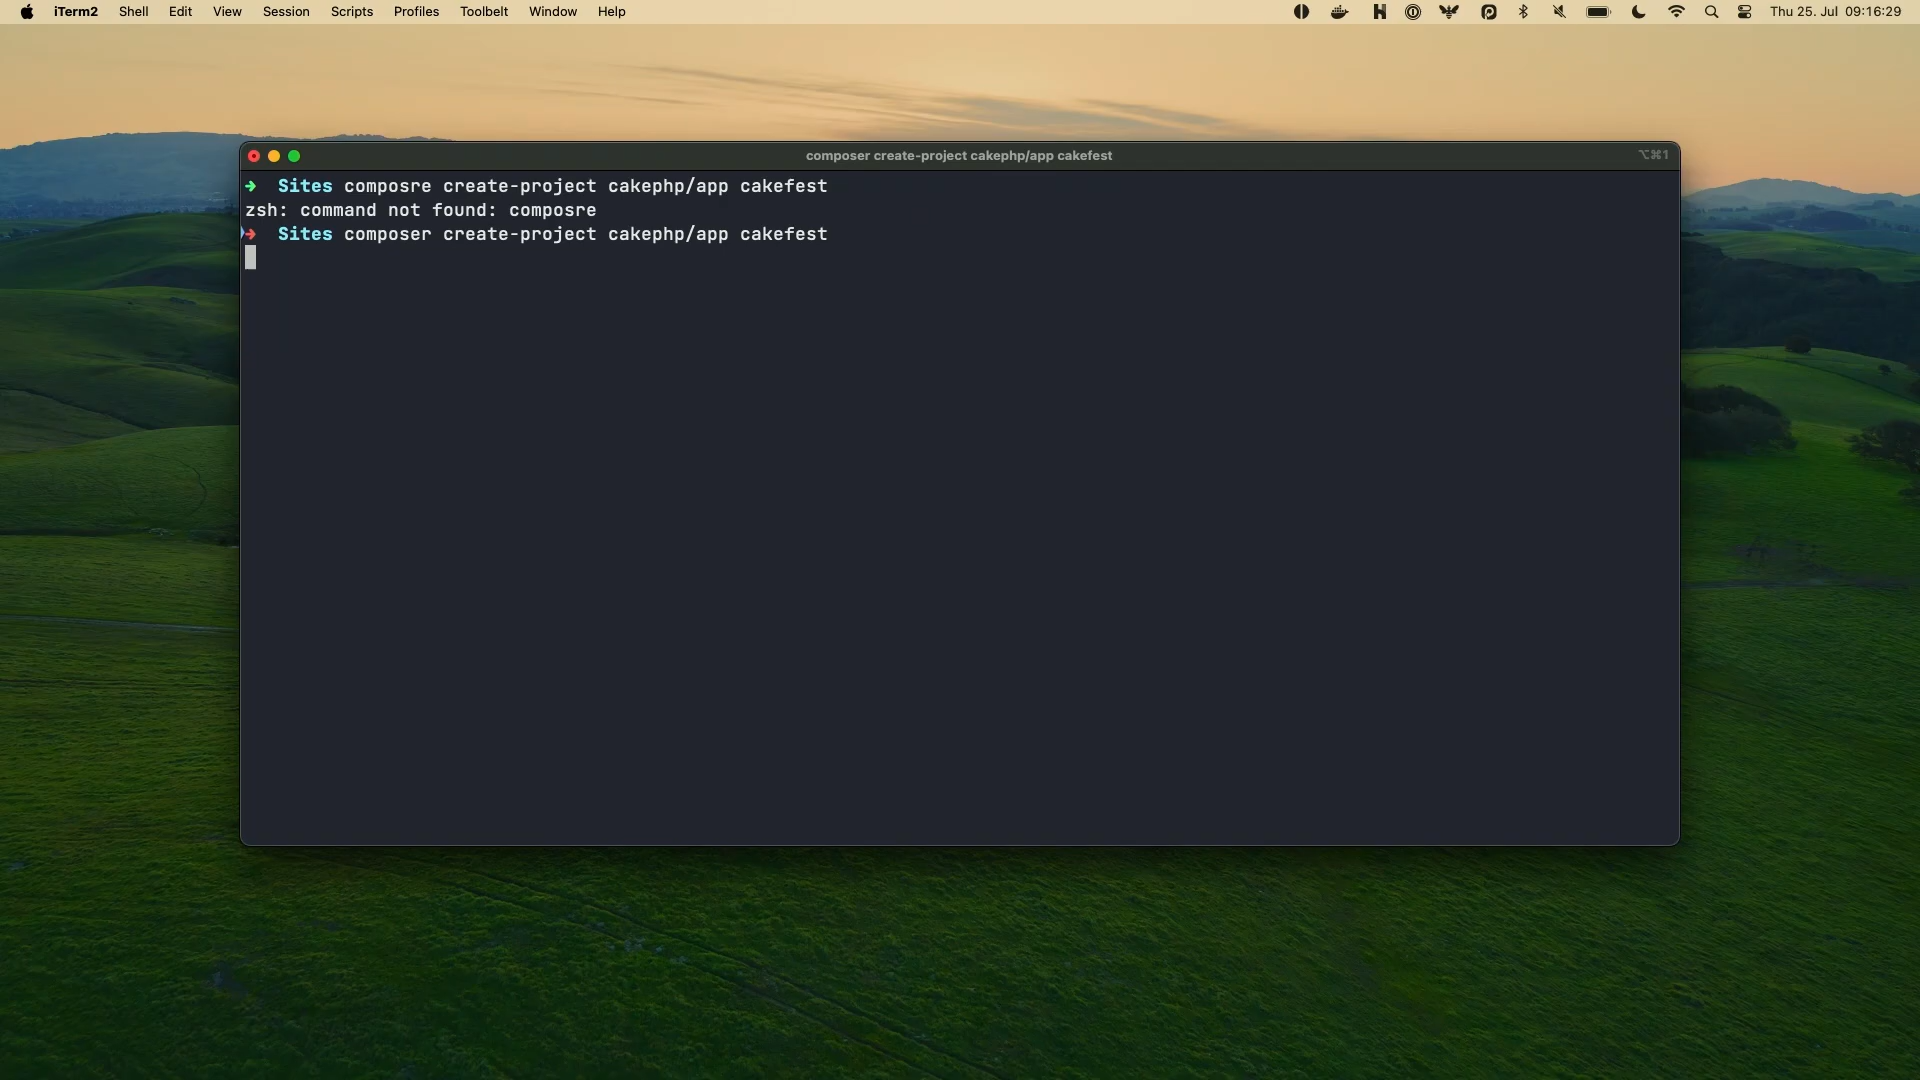 iTerm2 Shell Edit View Session Scripts Profiles Toolbelt Window Help Thu 25. Jul 09:16:29
composer create-project cakephp/app cakefest ⌥⌘1
➜ Sites composre create-project cakephp/app cakefest
zsh: command not found: composre
➜ Sites composer create-project cakephp/app cakefest